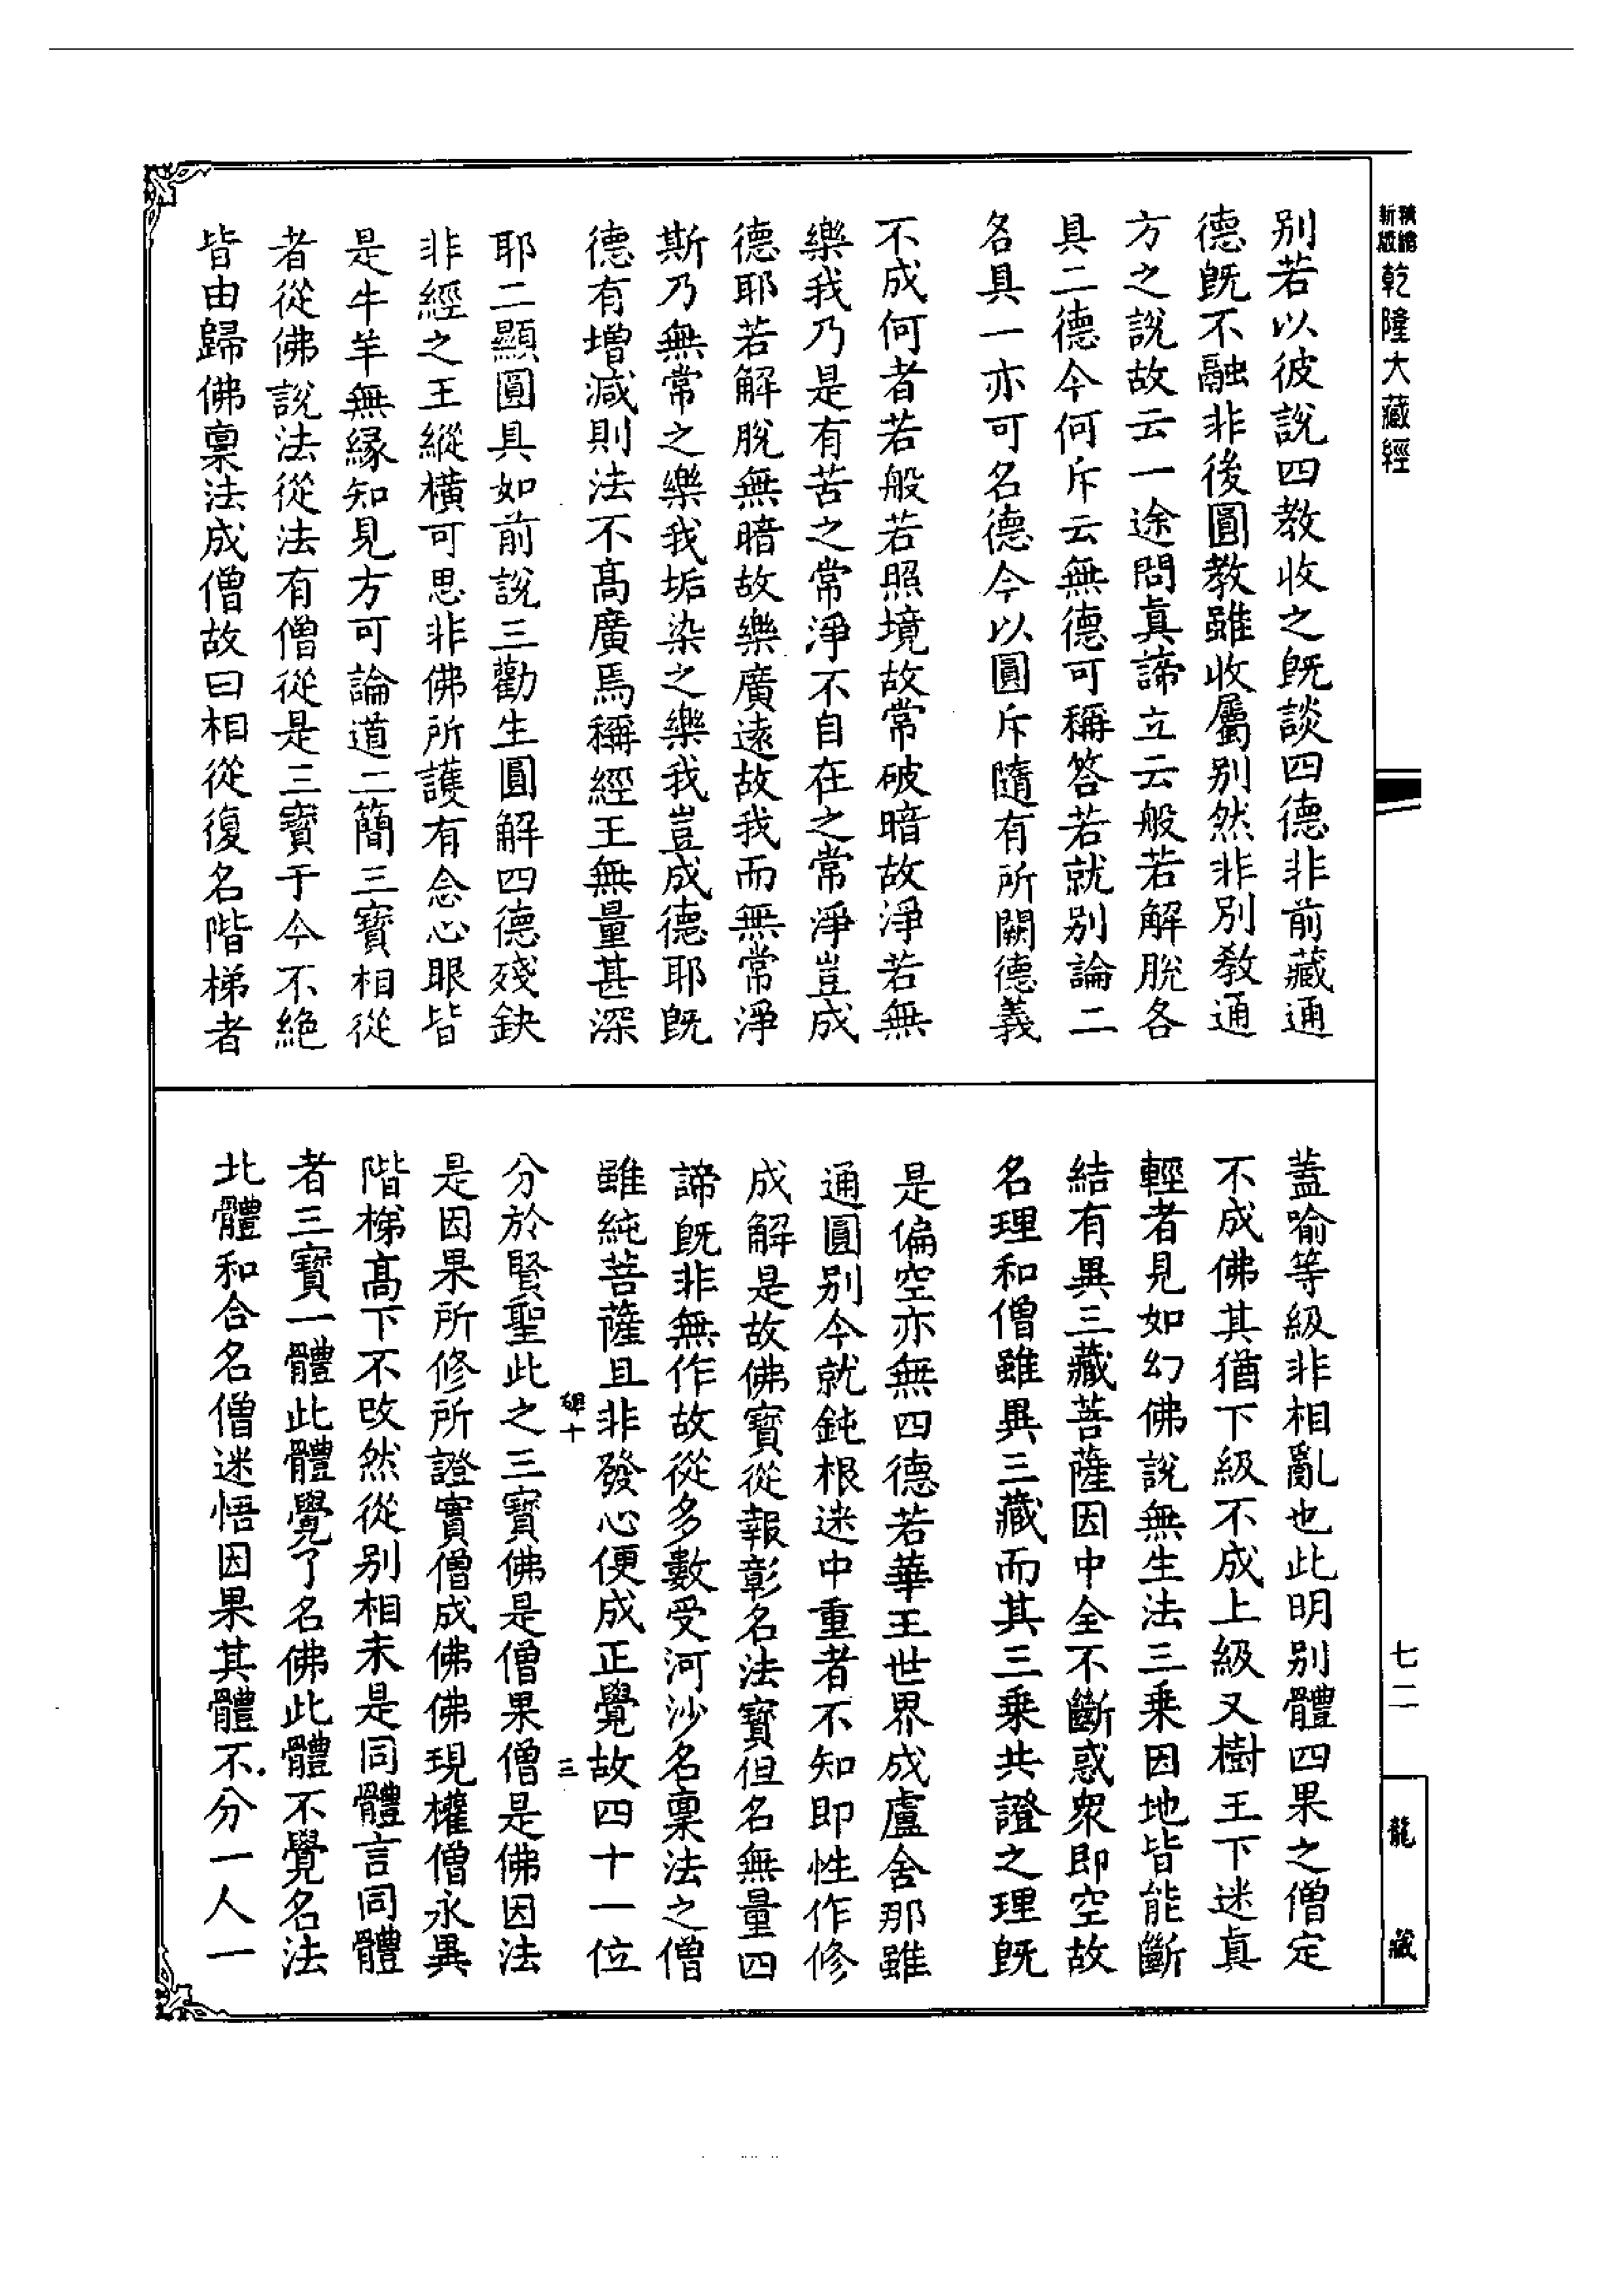 精繪新版
乾隆大藏經
別若以彼說四教收之旣談四德非前藏通
德旣不融非後圓教雖收屬別然非別教通
方之說故云一途問眞諦立云般若解脫各
具二德今何斥云無德可稱答若就別論二
名具一亦可名德今以圓斥隨有所闕德義
不成何者若般若照境故常破暗故淨若無
樂我乃是有苦之常淨不自在之常淨豈成
德耶若解脫無暗故樂廣遠故我而無常淨
斯乃無常之樂我垢染之樂我豈成德耶旣
德有增減則法不高廣焉稱經王無量甚深
耶二顯圓具如前說三勸生圓解四德殘缺
非經之王縱橫可思非佛所護有念心眼皆
是牛羊無緣知見方可論道二簡三寶相從
者從佛說法從法有僧從是三寶于今不絕
皆由歸佛稟法成僧故曰相從復名階梯者
蓋喻等級非相亂也此明別體四果之僧定
不成佛其猶下級不成上級又樹王下迷眞
輕者見如幻佛說無生法三乘因地皆能斷
結有異三藏菩薩因中全不斷惑衆即空故
名理和僧雖異三藏而其三乘共證之理旣
是偏空亦無四德若華王世界成盧舍那雖
通圓別今就鈍根迷中重者不知即性作修
成解是故佛寶從報彰名法寶但名無量四
諦旣非無作故從多數受河沙名稟法之僧
雖純菩薩且非發心便成正覺故四十一位
十
三
分於賢聖此之三寶佛是僧果僧是佛因法
是因果所修所證實僧成佛佛現權僧永異
階梯高下不改然從別相未是同體言同體
者三寶一體此體覺了名佛此體不覺名法
北體和合名僧迷悟因果其體不分一人一
七二
龍藏